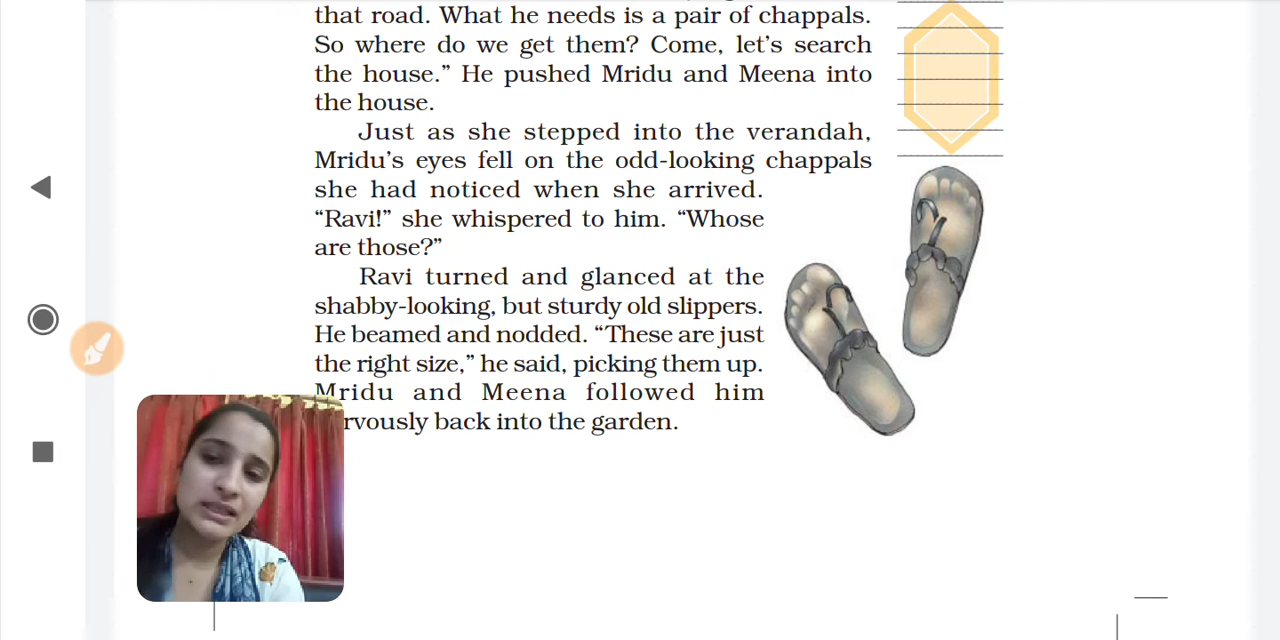 that road. What he needs is a pair of chappals.
So where do we get them? Come, let’s search
the house.” He pushed Mridu and Meena into
the house.
Just as she stepped into the verandah,
Mridu’s eyes fell on the odd-looking chappals
she had noticed when she arrived.
“Ravi!” she whispered to him. “Whose
are those?”
Ravi turned and glanced at the
shabby-looking, but sturdy old slippers.
He beamed and nodded. “These are just
the right size,” he said, picking them up.
Mridu and Meena followed him
rvously back into the garden.